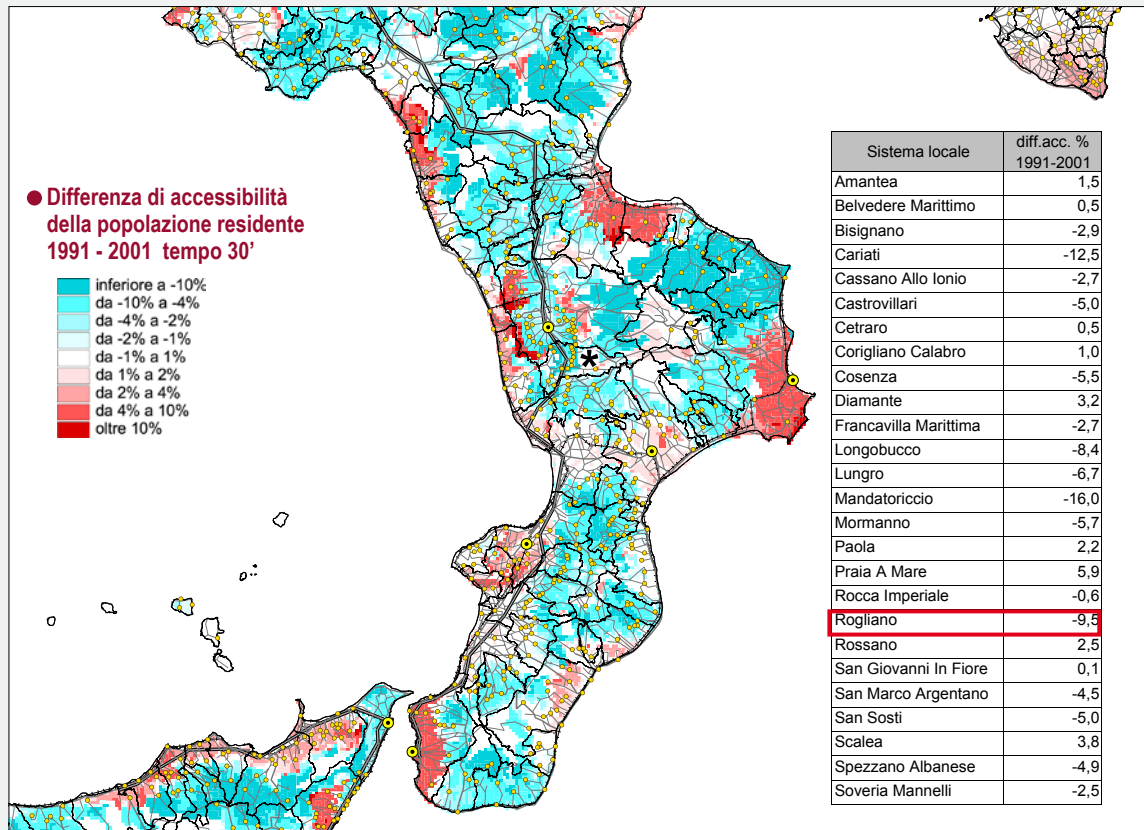 Differenza di accessibilità
della popolazione residente
1991 - 2001 tempo 30'
inferiore a -10%
da -10% a -4%
da -4% a -2%
da -2% a -1%
da -1% a 1%
da 1% a 2%
da 2% a 4%
da 4% a 10%
oltre 10%
*
Sistema locale diff.acc. % 1991-2001
Amantea 1,5
Belvedere Marittimo 0,5
Bisignano -2,9
Cariati -12,5
Cassano Allo Ionio -2,7
Castrovillari -5,0
Cetraro 0,5
Corigliano Calabro 1,0
Cosenza -5,5
Diamante 3,2
Francavilla Marittima -2,7
Longobucco -8,4
Lungro -6,7
Mandatoriccio -16,0
Mormanno -5,7
Paola 2,2
Praia A Mare 5,9
Rocca Imperiale -0,6
Rogliano -9,5
Rossano 2,5
San Giovanni In Fiore 0,1
San Marco Argentano -4,5
San Sosti -5,0
Scalea 3,8
Spezzano Albanese -4,9
Soveria Mannelli -2,5